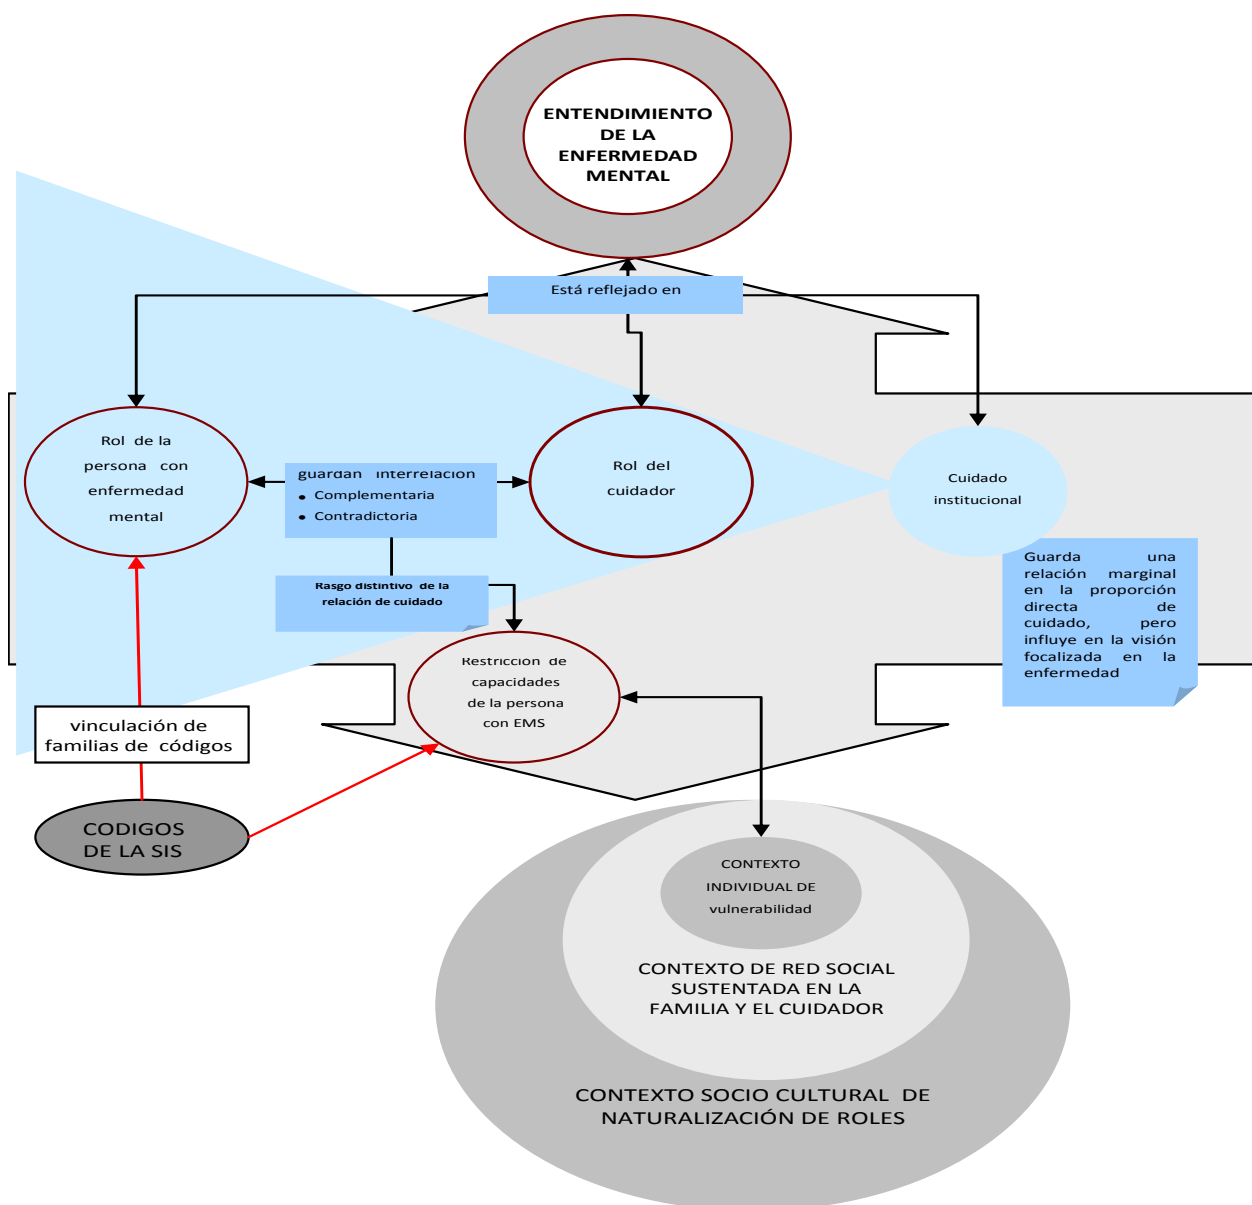 ENTENDIMIENTO
DE LA
ENFERMEDAD
MENTAL
Está reflejado en
Rol de la
persona con
enfermedad
mental
guardan interrelación
• Complementaria
• Contradictoria
Rol del
cuidador
Cuidado
institucional
Rasgo distintivo de la
relación de cuidado
Guarda una
relación marginal
en la proporción
directa de
cuidado, pero
influye en la visión
focalizada en la
enfermedad
Restricción de
capacidades
de la persona
con EMS
vinculación de
familias de códigos
CODIGOS
DE LA SIS
CONTEXTO
INDIVIDUAL DE
vulnerabilidad
CONTEXTO DE RED SOCIAL
SUSTENTADA EN LA
FAMILIA Y EL CUIDADOR
CONTEXTO SOCIO CULTURAL DE
NATURALIZACIÓN DE ROLES